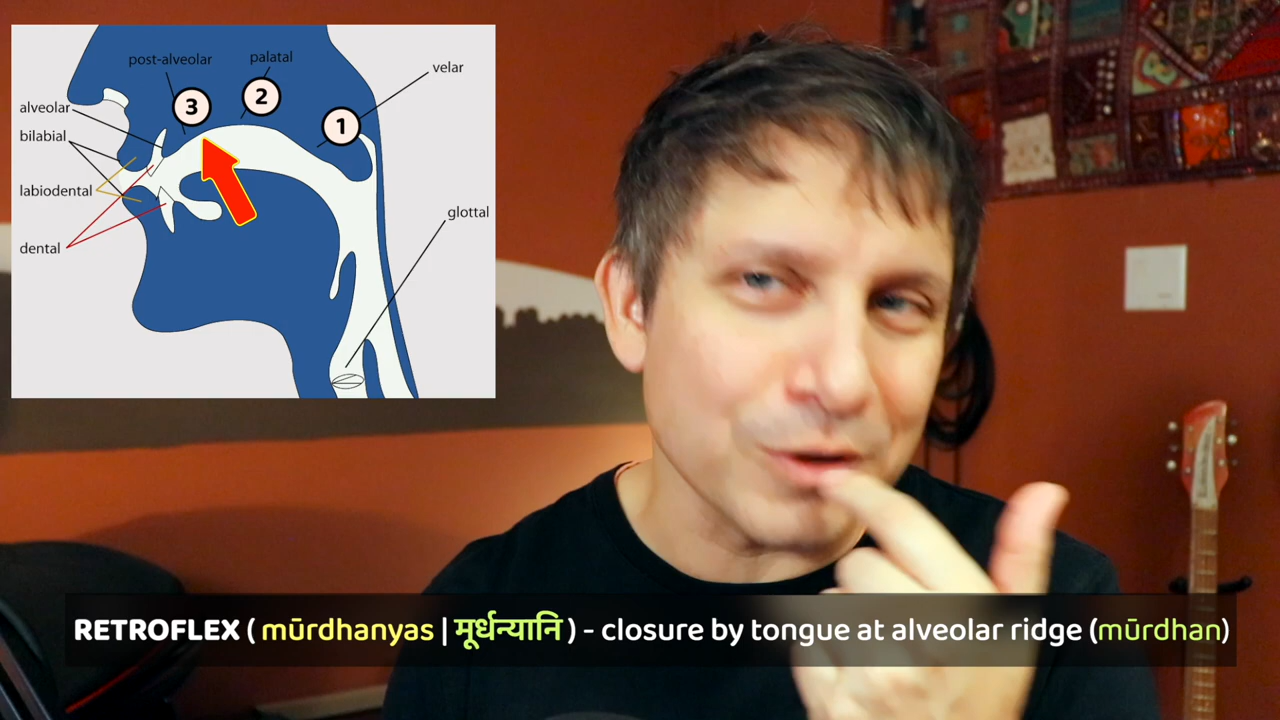 post-alveolar
palatal
velar
3
2
1
alveolar
bilabial
labiodental
dental
glottal
RETROFLEX ( mūrdhanyas | मूर्धन्यानि ) - closure by tongue at alveolar ridge (mūrdhan)